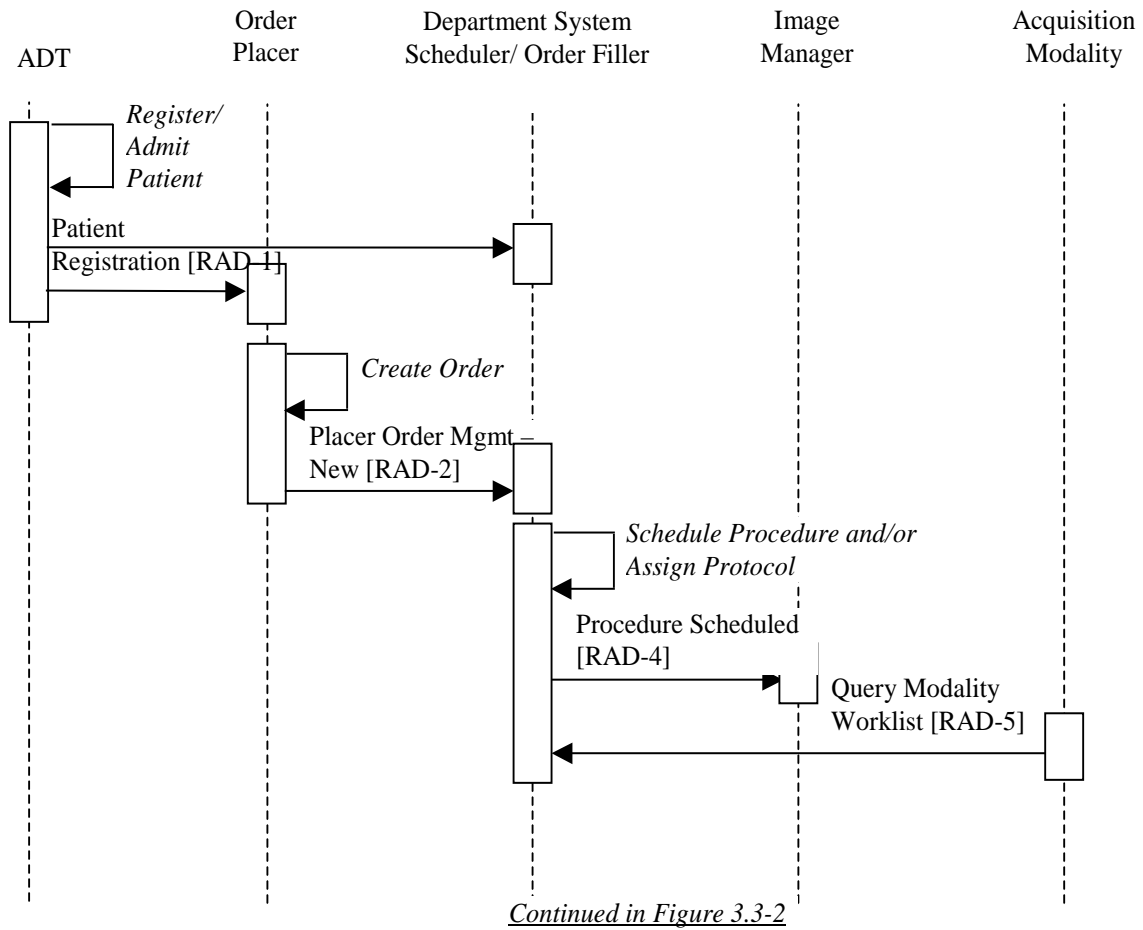 ADT
Order
Placer
Department System
Scheduler/ Order Filler
Image
Manager
Acquisition
Modality
Register/
Admit
Patient
Patient
Registration [RAD-1]
Create Order
Placer Order Mgmt –
New [RAD-2]
Schedule Procedure and/or
Assign Protocol
Procedure Scheduled
[RAD-4]
Query Modality
Worklist [RAD-5]
Continued in Figure 3.3-2